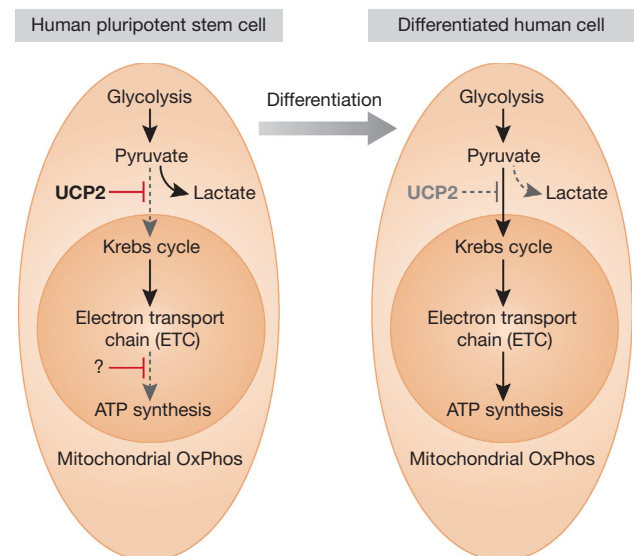 Human pluripotent stem cell
Differentiated human cell
Differentiation
Glycolysis
Pyruvate
UCP2
Lactate
Krebs cycle
Electron transport
chain (ETC)
?
ATP synthesis
Mitochondrial OxPhos
Glycolysis
Pyruvate
UCP2
Lactate
Krebs cycle
Electron transport
chain (ETC)
ATP synthesis
Mitochondrial OxPhos